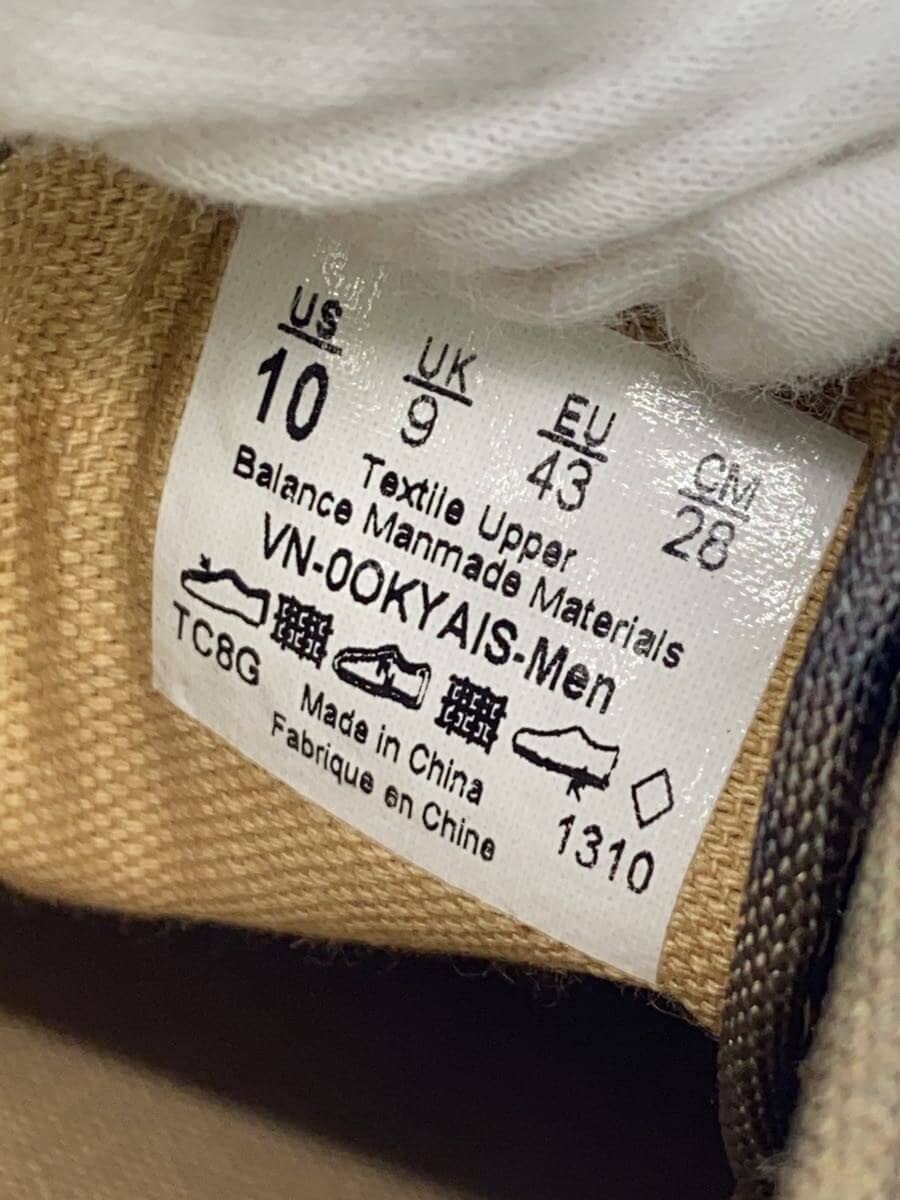 US UK EU CM
10 9 43 28
Textile Upper
Balance Manmade Materials
VN-0OKYAIS-Men
TC8G
Made in China
Fabrique en Chine
1310